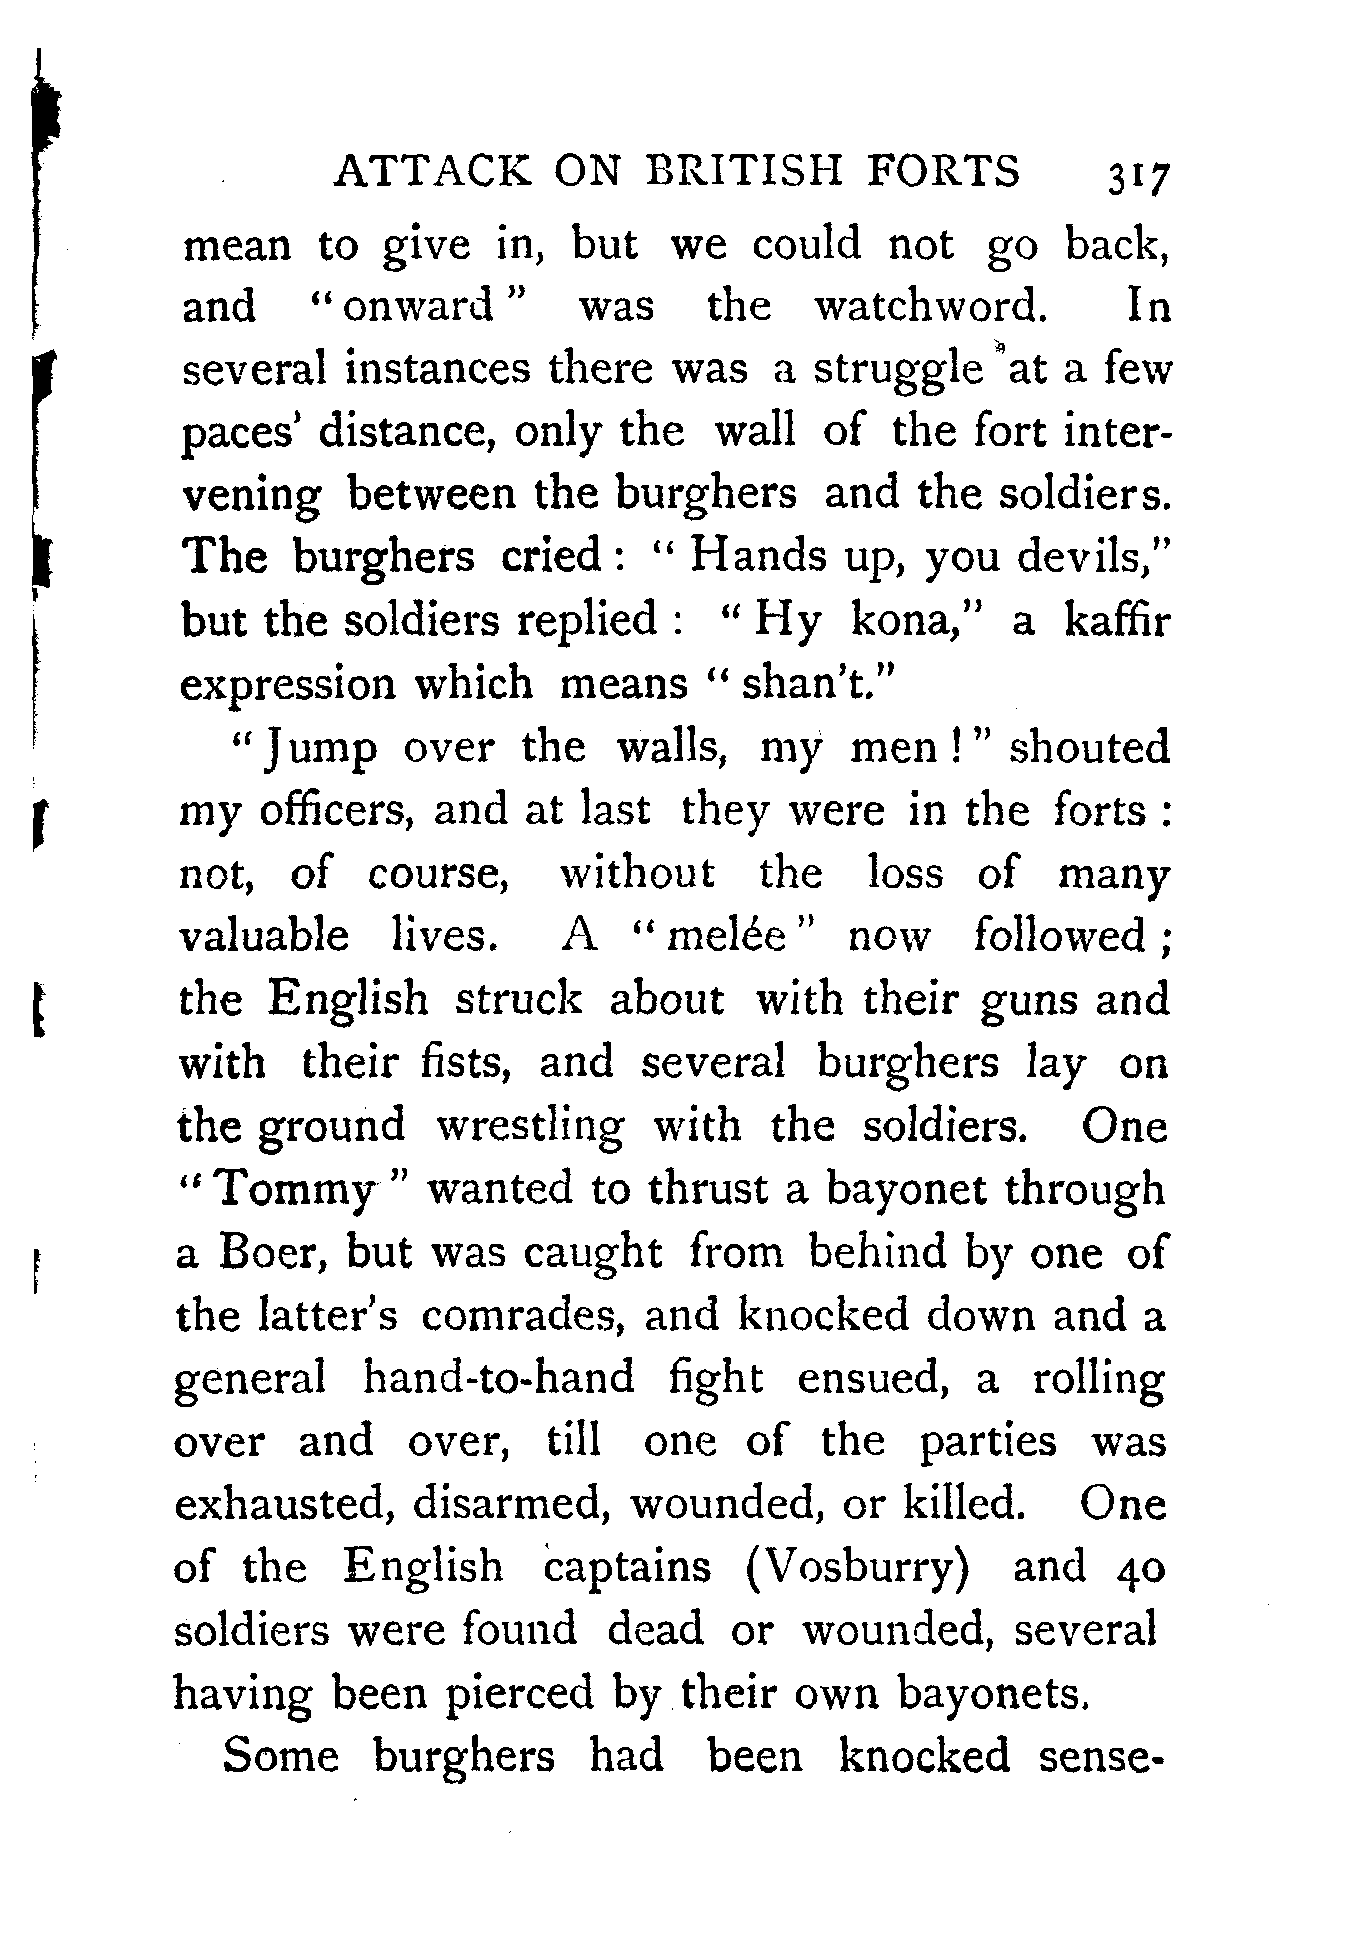 ATTACK ON BRITISH FORTS 317
mean to give in, but we could not go back,
and "onward" was the watchword. In
several instances there was a struggle at a few
paces' distance, only the wall of the fort inter-
vening between the burghers and the soldiers.
The burghers cried : " Hands up, you devils,"
but the soldiers replied : " Hy kona," a kaffir
expression which means " shan't."
" Jump over the walls, my men ! " shouted
my officers, and at last they were in the forts :
not, of course, without the loss of many
valuable lives. A " melée " now followed ;
the English struck about with their guns and
with their fists, and several burghers lay on
the ground wrestling with the soldiers. One
" Tommy " wanted to thrust a bayonet through
a Boer, but was caught from behind by one of
the latter's comrades, and knocked down and a
general hand-to-hand fight ensued, a rolling
over and over, till one of the parties was
exhausted, disarmed, wounded, or killed. One
of the English captains (Vosburry) and 40
soldiers were found dead or wounded, several
having been pierced by their own bayonets.
Some burghers had been knocked sense-